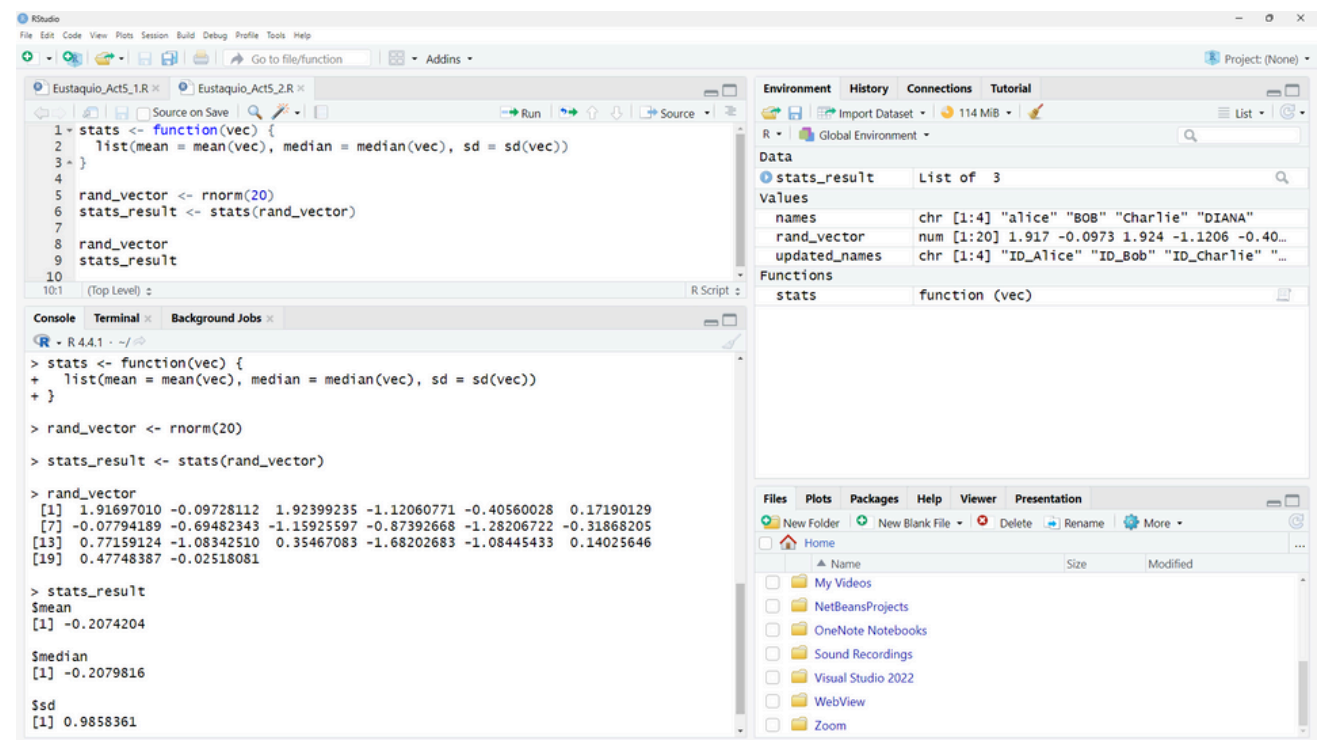 RStudio
File Edit Code View Plots Session Build Debug Profile Tools Help
Go to file/function Addins Project: (None)
Eustaquio_Act5_1.R Eustaquio_Act5_2.R
Source on Save Run Source
1 stats <- function(vec) {
2 list(mean = mean(vec), median = median(vec), sd = sd(vec))
3 }
4
5 rand_vector <- rnorm(20)
6 stats_result <- stats(rand_vector)
7
8 rand_vector
9 stats_result
10
10:1 (Top Level) R Script
Console Terminal Background Jobs
R R 4.4.1 · ~/
> stats <- function(vec) {
+ list(mean = mean(vec), median = median(vec), sd = sd(vec))
+ }
> rand_vector <- rnorm(20)
> stats_result <- stats(rand_vector)
> rand_vector
[1] 1.91697010 -0.09728112 1.92399235 -1.12060771 -0.40560028 0.17190129
[7] -0.07794189 -0.69482343 -1.15925597 -0.87392668 -1.28206722 -0.31868205
[13] 0.77159124 -1.08342510 0.35467083 -1.68202683 -1.08445433 0.14025646
[19] 0.47748387 -0.02518081
> stats_result
$mean
[1] -0.2074204
$median
[1] -0.2079816
$sd
[1] 0.9858361
Environment History Connections Tutorial
Import Dataset 114 MiB List
R Global Environment
Data
stats_result List of 3
Values
names chr [1:4] "alice" "BOB" "Charlie" "DIANA"
rand_vector num [1:20] 1.917 -0.0973 1.924 -1.1206 -0.40…
updated_names chr [1:4] "ID_Alice" "ID_Bob" "ID_Charlie" "…
Functions
stats function (vec)
Files Plots Packages Help Viewer Presentation
New Folder New Blank File Delete Rename More
Home ...
Name Size Modified
My Videos
NetBeansProjects
OneNote Notebooks
Sound Recordings
Visual Studio 2022
WebView
Zoom